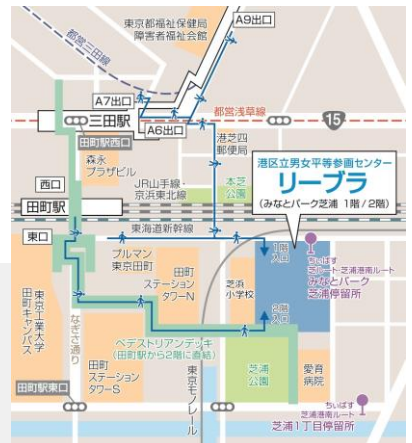 東京都福祉保健局
障害者福祉会館
A9出口
都営三田線
A7出口
三田駅
都営浅草線
15
A6出口
田町駅西口
港芝四
郵便局
森永
プラザビル
西口
JR山手線・
京浜東北線
本芝
公園
港区立男女平等参画センター
リーブラ
(みなとパーク芝浦 1階/2階)
田町駅
東海道新幹線
東口
プルマン
東京田町
1階
入口
ちぃばす
芝ルート 芝浦港南ルート
みなとパーク
芝浦停留所
田町
ステーション
タワーN
芝浜
小学校
2階
入口
東京工業大学
田町キャンパス
なぎさ通り
ペデストリアンデッキ
(田町駅から2階に直結)
田町
ステーション
タワーS
東京モノレール
芝浦
公園
愛育
病院
田町駅東口
ちぃばす
芝浦港南ルート
芝浦1丁目停留所